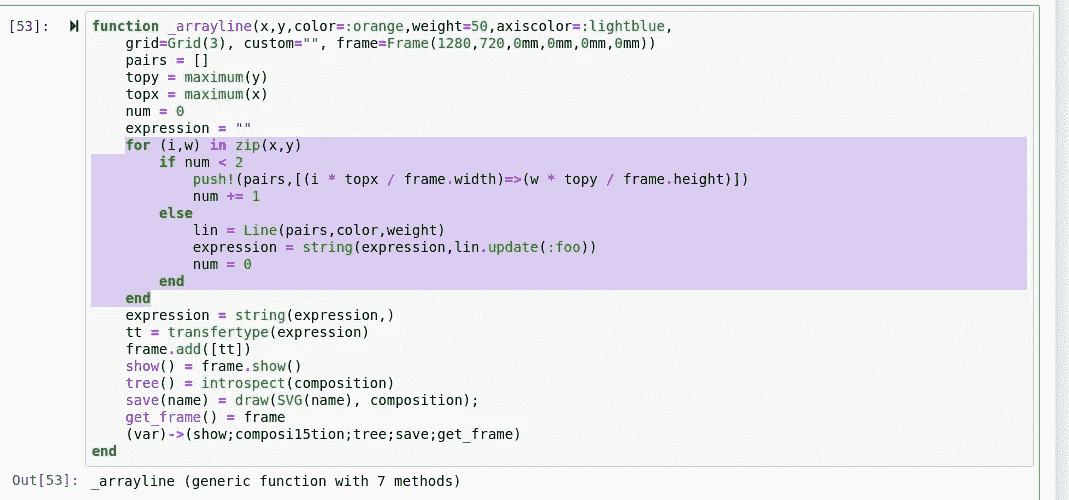 [53]: function _arrayline(x,y,color=:orange,weight=50,axiscolor=:lightblue,
    grid=Grid(3), custom="", frame=Frame(1280,720,0mm,0mm,0mm,0mm))
    pairs = []
    topy = maximum(y)
    topx = maximum(x)
    num = 0
    expression = ""
    for (i,w) in zip(x,y)
        if num < 2
            push!(pairs,[(i * topx / frame.width)=>(w * topy / frame.height)])
            num += 1
        else
            lin = Line(pairs,color,weight)
            expression = string(expression,lin.update(:foo))
            num = 0
        end
    end
    expression = string(expression,)
    tt = transfertype(expression)
    frame.add([tt])
    show() = frame.show()
    tree() = introspect(composition)
    save(name) = draw(SVG(name), composition);
    get_frame() = frame
    (var)->(show;composi15tion;tree;save;get_frame)
end
Out[53]: _arrayline (generic function with 7 methods)